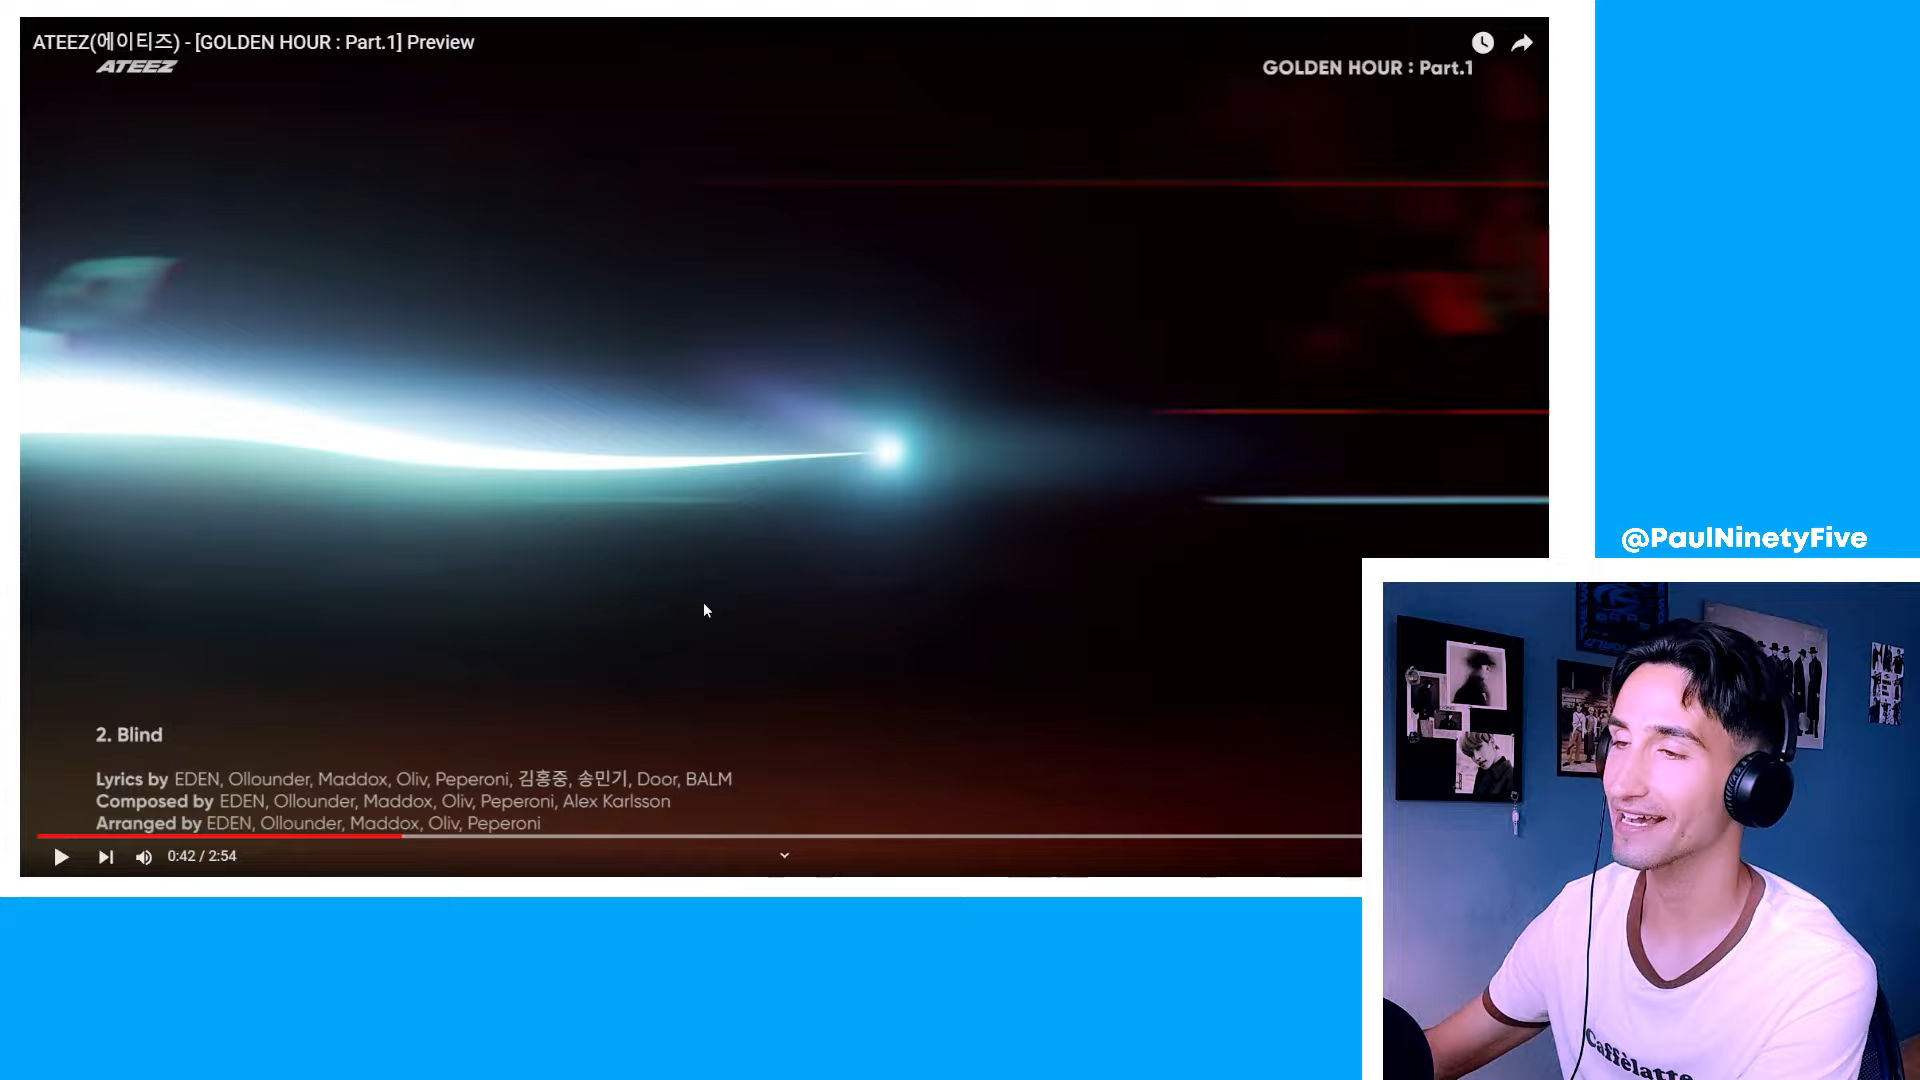 ATEEZ(에이티즈) - [GOLDEN HOUR : Part.1] Preview
ATEEZ
GOLDEN HOUR : Part.1
@PaulNinetyFive
2. Blind
Lyrics by EDEN, Ollounder, Maddox, Oliv, Peperoni, 김홍중, 송민기, Door, BALM
Composed by EDEN, Ollounder, Maddox, Oliv, Peperoni, Alex Karlsson
Arranged by EDEN, Ollounder, Maddox, Oliv, Peperoni
0:42 / 2:54
Caffèlatte